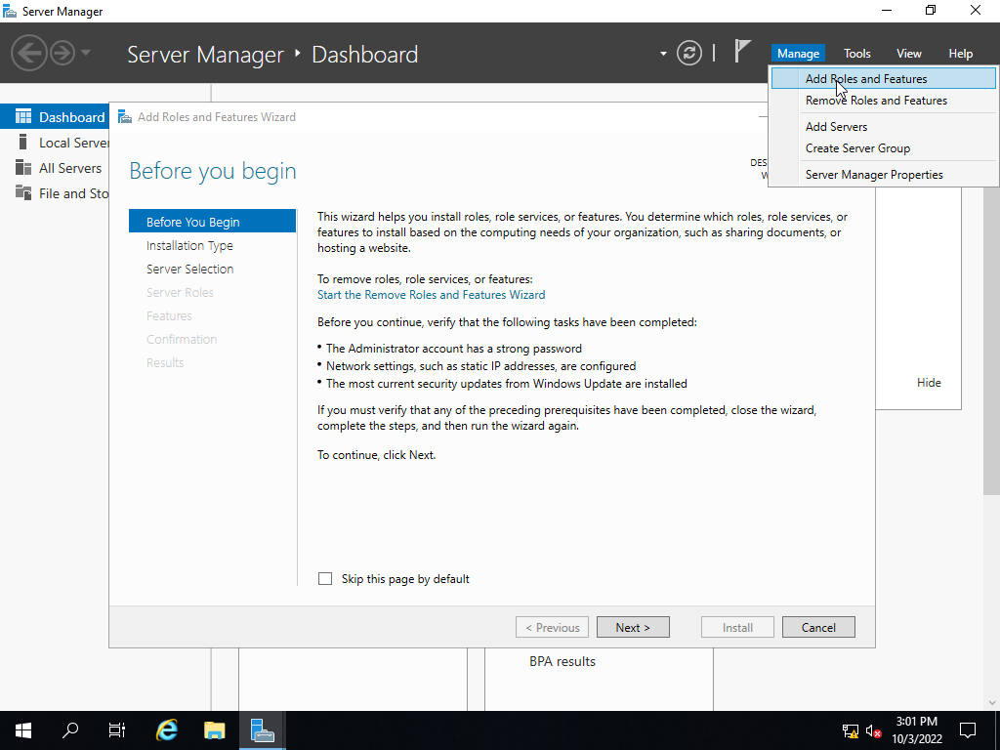 Server Manager
Server Manager • Dashboard
Manage Tools View Help
Add Roles and Features
Remove Roles and Features
Add Servers
Create Server Group
Server Manager Properties
Dashboard
Local Server
All Servers
File and Sto
Add Roles and Features Wizard
Before you begin
DES
W
Before You Begin
Installation Type
Server Selection
Server Roles
Features
Confirmation
Results
This wizard helps you install roles, role services, or features. You determine which roles, role services, or
features to install based on the computing needs of your organization, such as sharing documents, or
hosting a website.
To remove roles, role services, or features:
Start the Remove Roles and Features Wizard
Before you continue, verify that the following tasks have been completed:
• The Administrator account has a strong password
• Network settings, such as static IP addresses, are configured
• The most current security updates from Windows Update are installed
If you must verify that any of the preceding prerequisites have been completed, close the wizard,
complete the steps, and then run the wizard again.
To continue, click Next.
Skip this page by default
< Previous Next > Install Cancel
Hide
BPA results
3:01 PM
10/3/2022